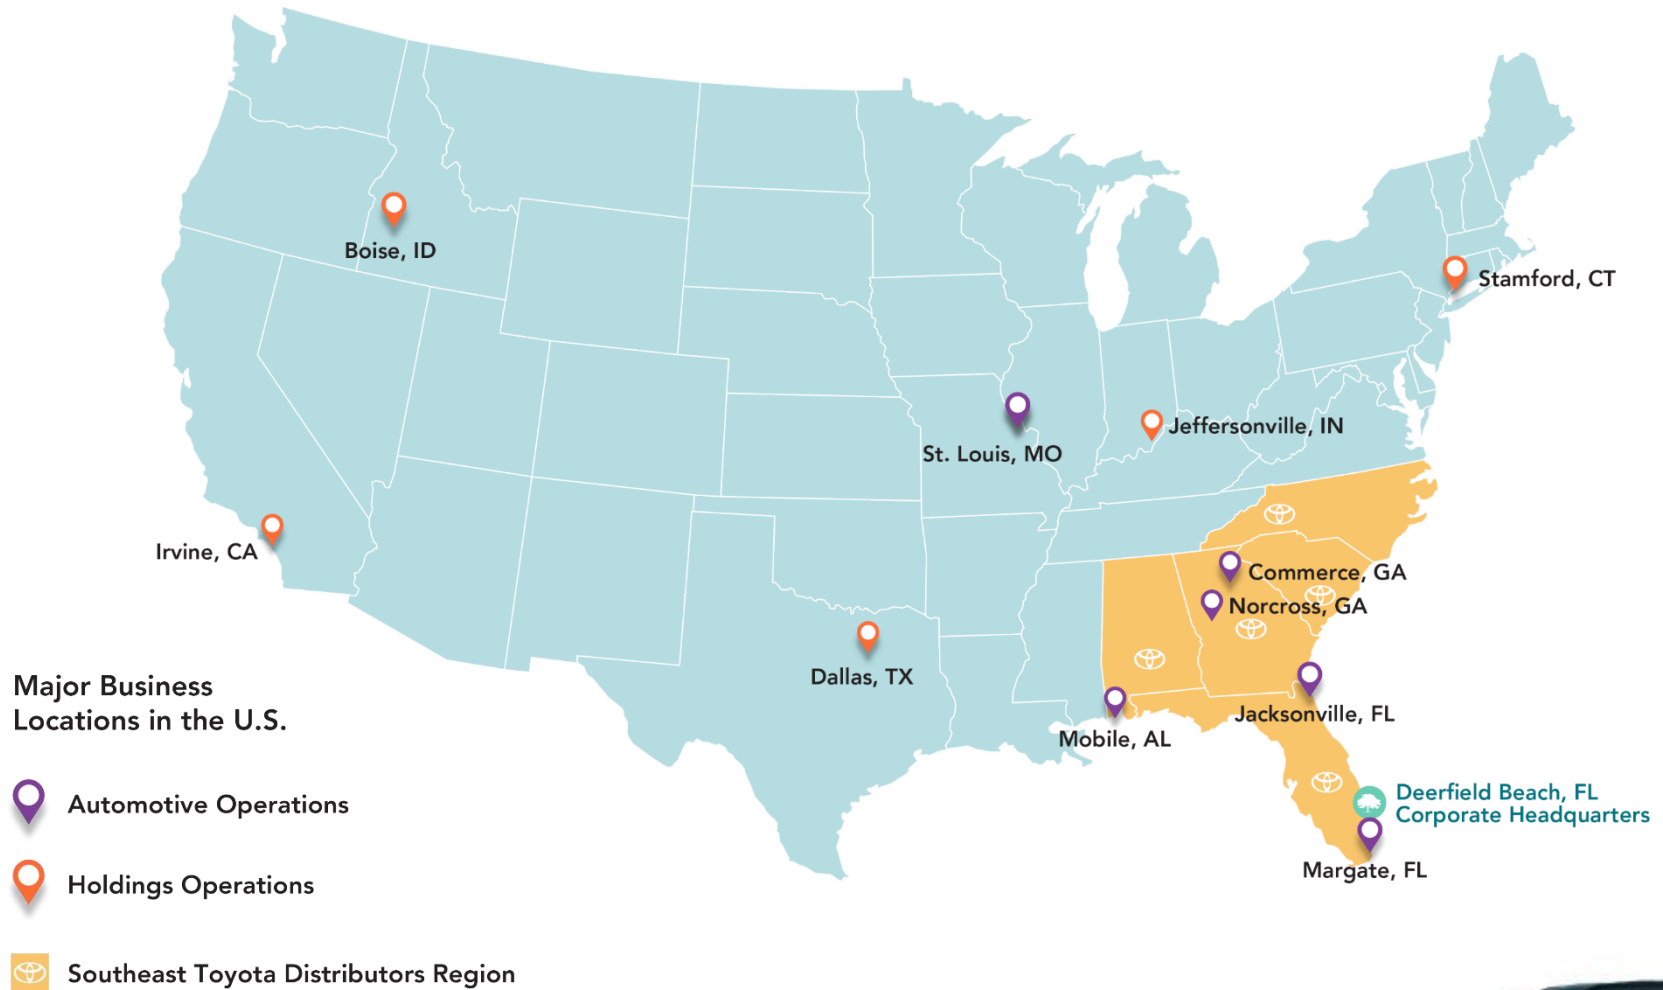 Boise, ID
Stamford, CT
St. Louis, MO
Jeffersonville, IN
Irvine, CA
Commerce, GA
Norcross, GA
Dallas, TX
Mobile, AL
Jacksonville, FL
Deerfield Beach, FL
Corporate Headquarters
Margate, FL
Major Business
Locations in the U.S.
Automotive Operations
Holdings Operations
Southeast Toyota Distributors Region